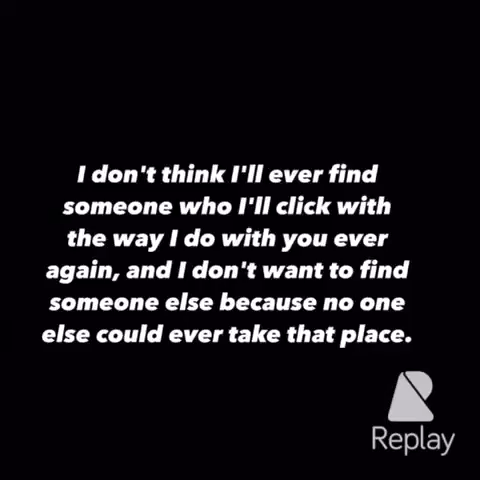 I don't think I'll ever find
someone who I'll click with
the way I do with you ever
again, and I don't want to find
someone else because no one
else could ever take that place.
Replay